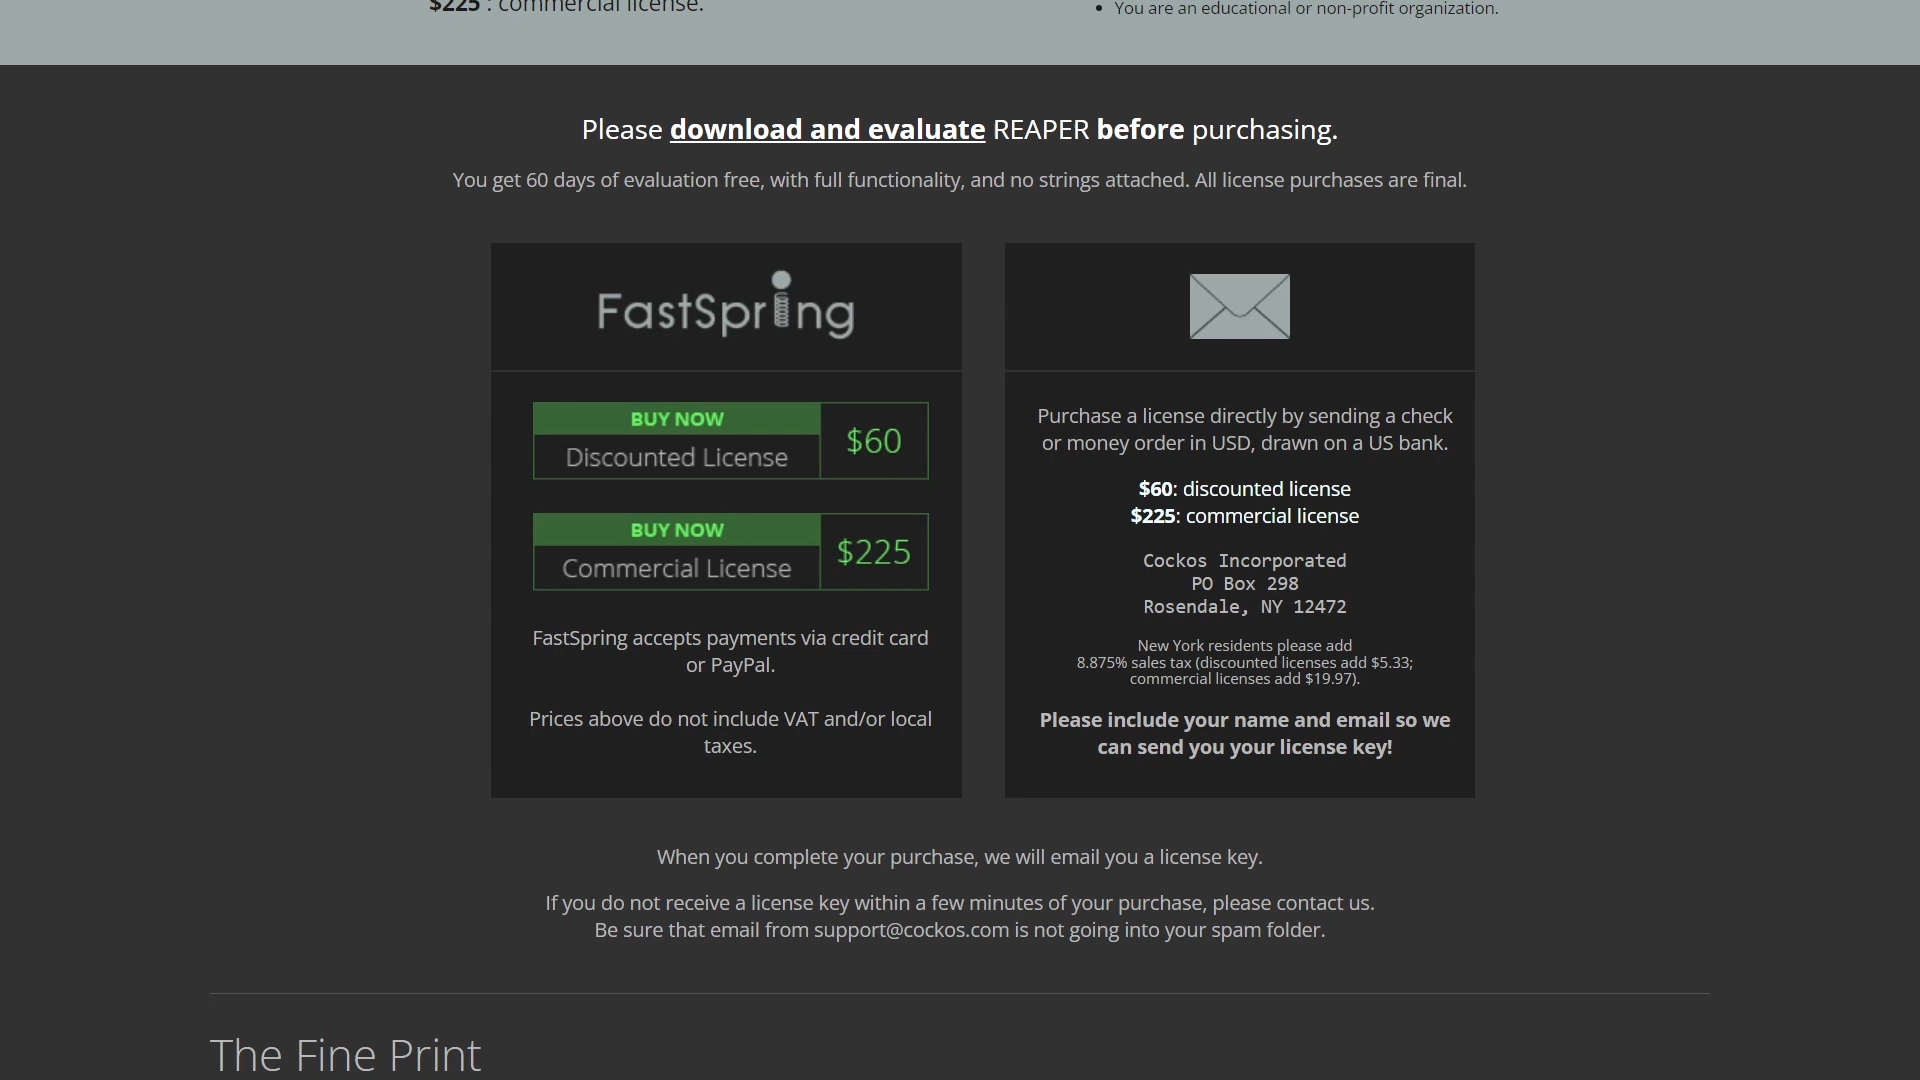 $225 : commercial license.
• You are an educational or non-profit organization.
Please download and evaluate REAPER before purchasing.
You get 60 days of evaluation free, with full functionality, and no strings attached. All license purchases are final.
FastSpring
BUY NOW
Discounted License
$60
BUY NOW
Commercial License
$225
FastSpring accepts payments via credit card
or PayPal.
Prices above do not include VAT and/or local
taxes.
Purchase a license directly by sending a check
or money order in USD, drawn on a US bank.
$60: discounted license
$225: commercial license
Cockos Incorporated
PO Box 298
Rosendale, NY 12472
New York residents please add
8.875% sales tax (discounted licenses add $5.33;
commercial licenses add $19.97).
Please include your name and email so we
can send you your license key!
When you complete your purchase, we will email you a license key.
If you do not receive a license key within a few minutes of your purchase, please contact us.
Be sure that email from support@cockos.com is not going into your spam folder.
The Fine Print